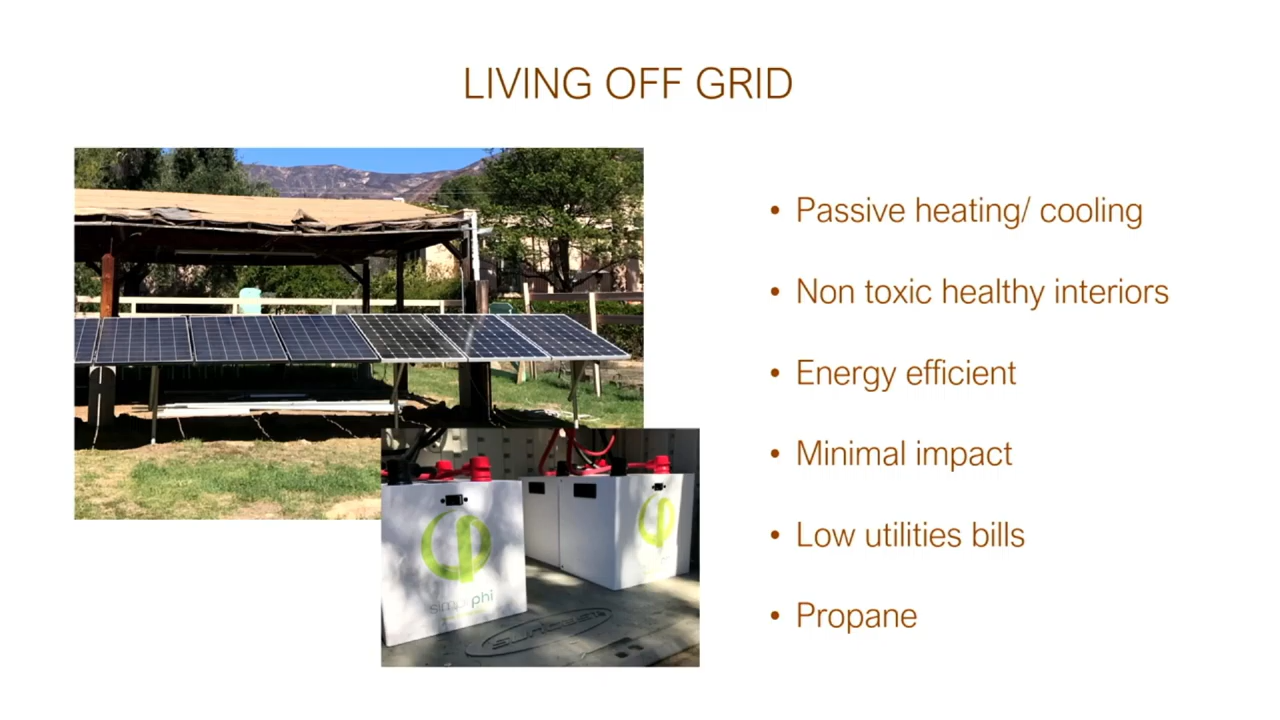 LIVING OFF GRID
• Passive heating/ cooling
• Non toxic healthy interiors
• Energy efficient
• Minimal impact
• Low utilities bills
• Propane
simpliphi